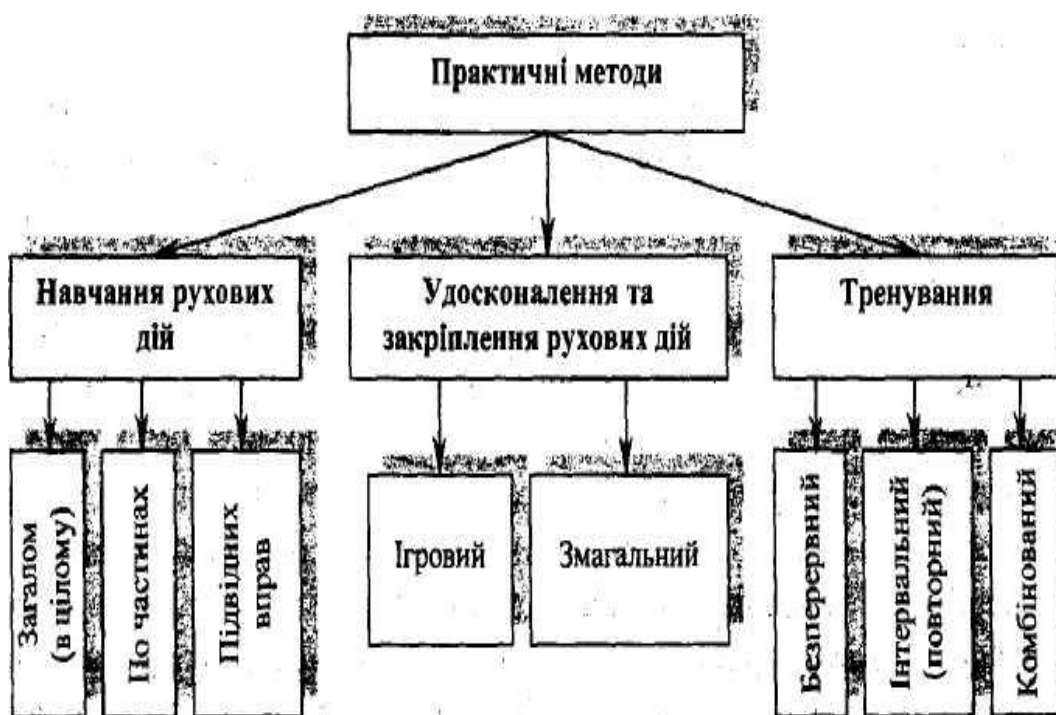 Практичні методи
Навчання рухових
дій
Удосконалення та
закріплення рухових дій
Тренування
Загалом
(в цілому)
По частинах
Підвідних
вправ
Ігровий
Змагальний
Безперервний
Інтервальний
(повторний)
Комбінований